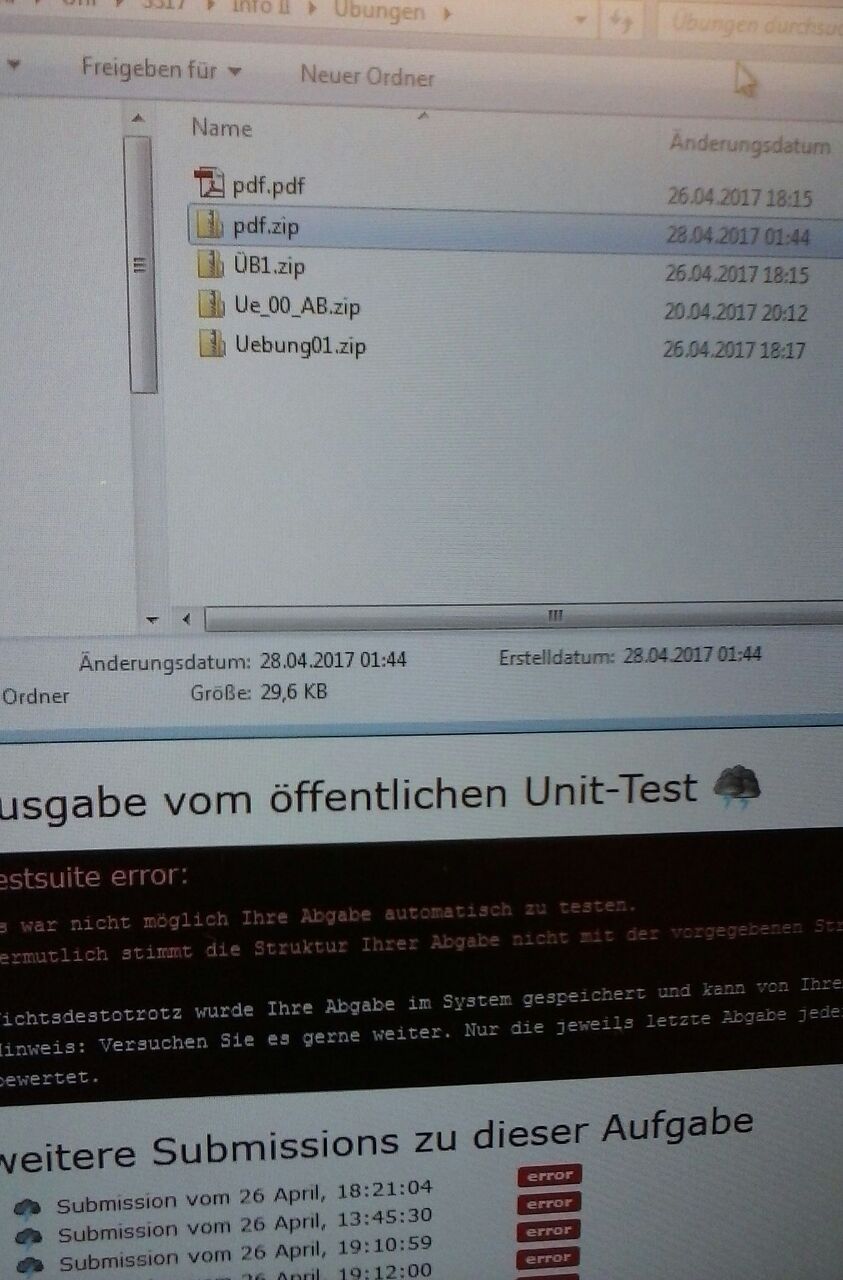 Uni SS17 Info II Übungen
Übungen durchsu
Freigeben für Neuer Ordner
Name Änderungsdatum
pdf.pdf 26.04.2017 18:15
pdf.zip 28.04.2017 01:44
ÜB1.zip 26.04.2017 18:15
Ue_00_AB.zip 20.04.2017 20:12
Uebung01.zip 26.04.2017 18:17
Änderungsdatum: 28.04.2017 01:44 Erstelldatum: 28.04.2017 01:44
Ordner Größe: 29,6 KB
usgabe vom öffentlichen Unit-Test
estsuite error:
s war nicht möglich Ihre Abgabe automatisch zu testen.
ermutlich stimmt die Struktur Ihrer Abgabe nicht mit der vorgegebenen Str
ichtsdestotrotz wurde Ihre Abgabe im System gespeichert und kann von Ihre
Hinweis: Versuchen Sie es gerne weiter. Nur die jeweils letzte Abgabe jede
bewertet.
weitere Submissions zu dieser Aufgabe
Submission vom 26 April, 18:21:04 error
Submission vom 26 April, 13:45:30 error
Submission vom 26 April, 19:10:59 error
26 April, 19:12:00 error